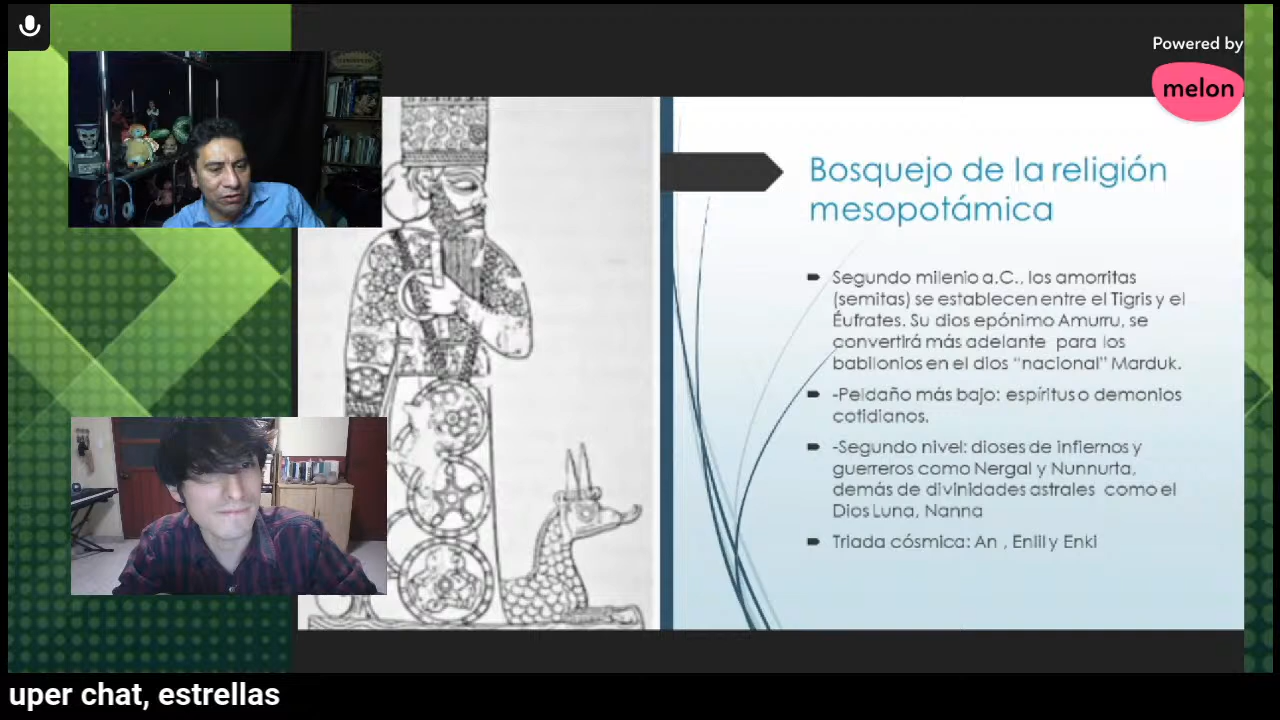 Powered by
melon
Bosquejo de la religión
mesopotámica
Segundo milenio a.C., los amorritas
(semitas) se establecen entre el Tigris y el
Éufrates. Su dios epónimo Amurru, se
convertirá más adelante para los
babilonios en el dios “nacional” Marduk.
-Peldaño más bajo: espíritus o demonios
cotidianos.
-Segundo nivel: dioses de infiernos y
guerreros como Nergal y Nunnurta,
demás de divinidades astrales como el
Dios Luna, Nanna
Triada cósmica: An , Enlil y Enki
uper chat, estrellas